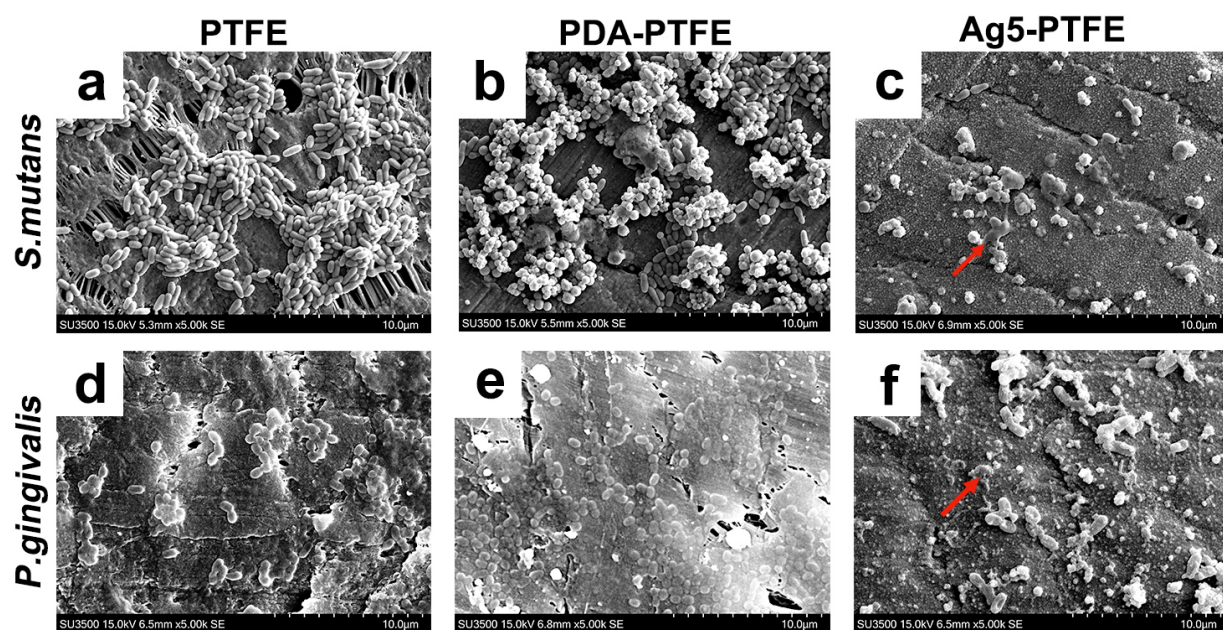 PTFE
PDA-PTFE
Ag5-PTFE
S.mutans
a
b
c
SU3500 15.0kV 5.3mm x5.00k SE 10.0µm
SU3500 15.0kV 5.5mm x5.00k SE 10.0µm
SU3500 15.0kV 6.9mm x5.00k SE 10.0µm
P.gingivalis
d
e
f
SU3500 15.0kV 6.5mm x5.00k SE 10.0µm
SU3500 15.0kV 6.8mm x5.00k SE 10.0µm
SU3500 15.0kV 6.5mm x5.00k SE 10.0µm